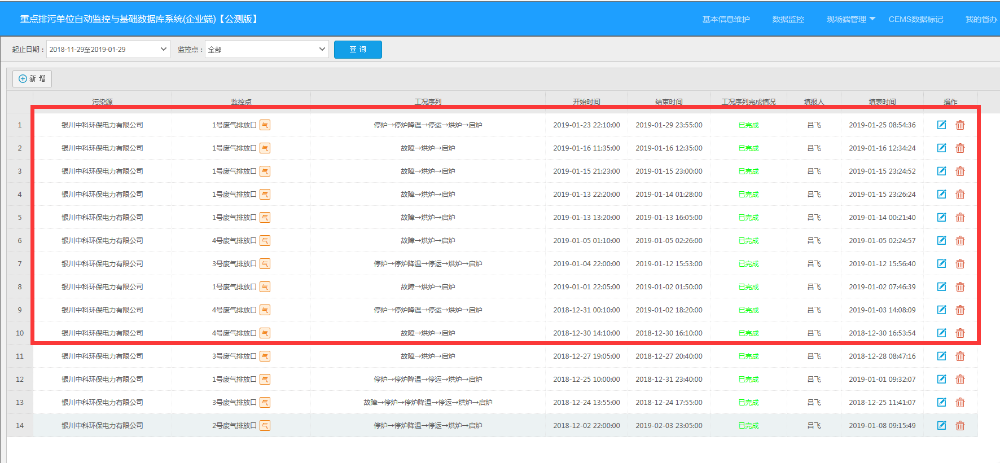 重点排污单位自动监控与基础数据库系统(企业端)【公测版】 基本信息维护 数据监控 现场端管理 CEMS数据标记 我的督办
起止日期： 2018-11-29至2019-01-29 监控点： 全部 查 询
新 增
污染源 监控点 工况序列 开始时间 结束时间 工况序列完成情况 填报人 填表时间 操作
1 银川中科环保电力有限公司 1号废气排放口 气 停炉→停炉降温→停运→烘炉→启炉 2019-01-23 22:10:00 2019-01-29 23:55:00 已完成 吕飞 2019-01-25 08:54:36
2 银川中科环保电力有限公司 1号废气排放口 气 故障→烘炉→启炉 2019-01-16 11:35:00 2019-01-16 12:35:00 已完成 吕飞 2019-01-16 12:34:24
3 银川中科环保电力有限公司 1号废气排放口 气 故障→烘炉→启炉 2019-01-15 21:23:00 2019-01-15 23:00:00 已完成 吕飞 2019-01-15 23:24:52
4 银川中科环保电力有限公司 1号废气排放口 气 故障→烘炉→启炉 2019-01-13 22:20:00 2019-01-14 01:28:00 已完成 吕飞 2019-01-15 23:26:24
5 银川中科环保电力有限公司 1号废气排放口 气 故障→烘炉→启炉 2019-01-13 13:20:00 2019-01-13 16:05:00 已完成 吕飞 2019-01-14 00:21:40
6 银川中科环保电力有限公司 4号废气排放口 气 故障→烘炉→启炉 2019-01-05 01:10:00 2019-01-05 02:26:00 已完成 吕飞 2019-01-05 02:24:57
7 银川中科环保电力有限公司 3号废气排放口 气 停炉→停炉降温→停运→烘炉→启炉 2019-01-04 22:00:00 2019-01-12 15:53:00 已完成 吕飞 2019-01-12 15:56:40
8 银川中科环保电力有限公司 1号废气排放口 气 故障→烘炉→启炉 2019-01-01 22:05:00 2019-01-02 01:50:00 已完成 吕飞 2019-01-02 07:46:39
9 银川中科环保电力有限公司 4号废气排放口 气 停炉→停炉降温→停运→烘炉→启炉 2018-12-31 00:10:00 2019-01-02 18:20:00 已完成 吕飞 2019-01-03 14:08:09
10 银川中科环保电力有限公司 4号废气排放口 气 故障→烘炉→启炉 2018-12-30 14:10:00 2018-12-30 16:10:00 已完成 吕飞 2018-12-30 16:53:54
11 银川中科环保电力有限公司 3号废气排放口 气 故障→烘炉→启炉 2018-12-27 19:05:00 2018-12-27 20:40:00 已完成 吕飞 2018-12-28 08:47:16
12 银川中科环保电力有限公司 1号废气排放口 气 停炉→停炉降温→停运→烘炉→启炉 2018-12-25 10:00:00 2018-12-31 23:40:00 已完成 吕飞 2019-01-01 09:32:07
13 银川中科环保电力有限公司 3号废气排放口 气 故障→停炉→停炉降温→停运→烘炉→启炉 2018-12-24 13:55:00 2018-12-24 17:55:00 已完成 吕飞 2018-12-25 11:41:07
14 银川中科环保电力有限公司 2号废气排放口 气 停炉→停炉降温→停运→烘炉→启炉 2018-12-02 22:00:00 2019-02-03 23:05:00 已完成 吕飞 2019-01-08 09:15:49